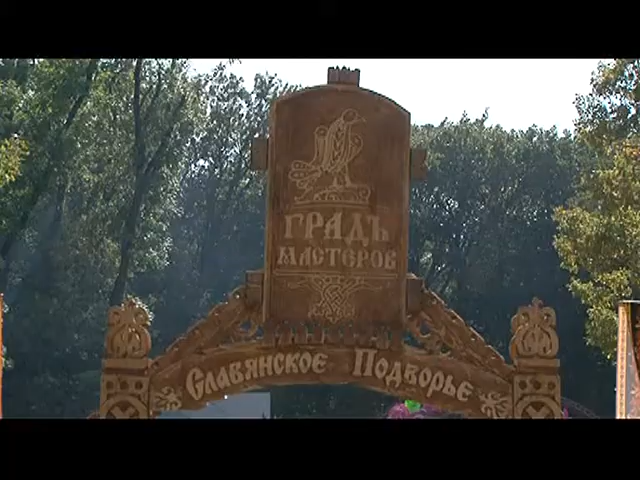 ГРАДЪ
МАСТЕРОВ
Славянское Подворье